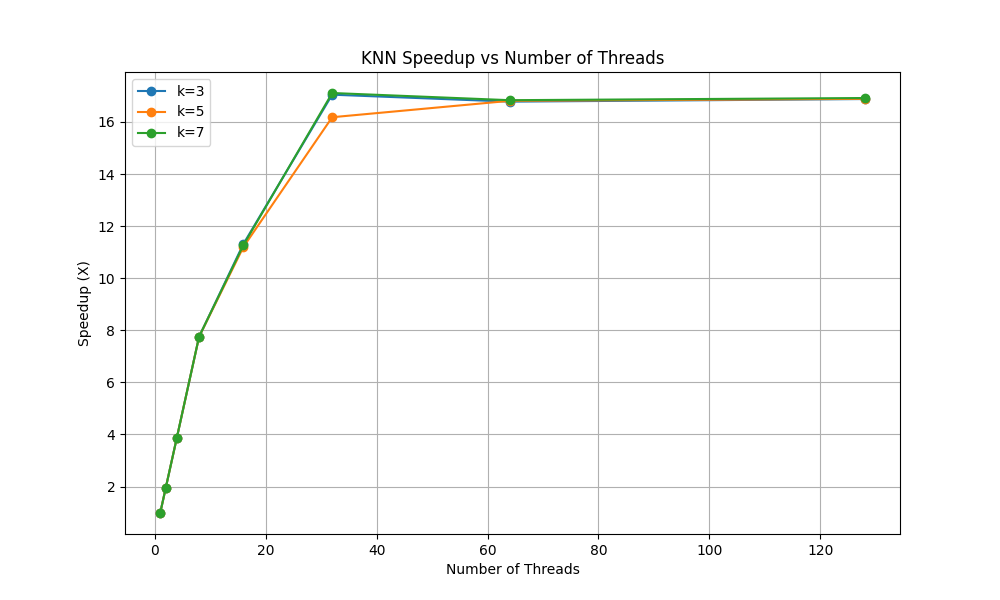 KNN Speedup vs Number of Threads
k=3
k=5
k=7
16
14
12
10
8
6
4
2
Speedup (X)
0 20 40 60 80 100 120
Number of Threads